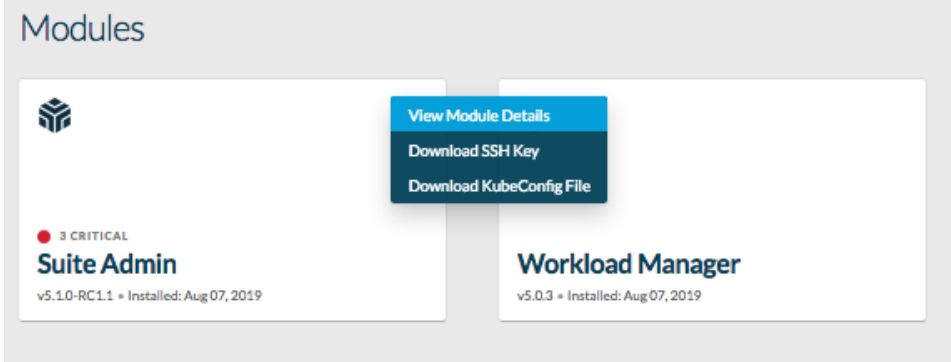 Modules
View Module Details
Download SSH Key
Download KubeConfig File
3 CRITICAL
Suite Admin
v5.1.0-RC1.1 • Installed: Aug 07, 2019
Workload Manager
v5.0.3 • Installed: Aug 07, 2019